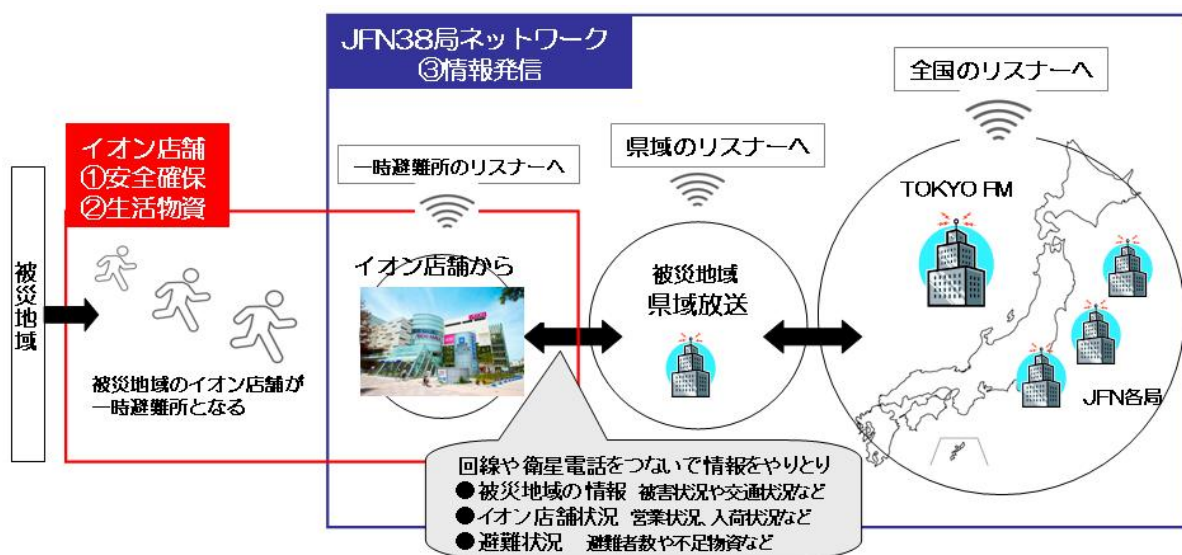 JFN38局ネットワーク
③情報発信
全国のリスナーへ
イオン店舗
①安全確保
②生活物資
一時避難所のリスナーへ
県域のリスナーへ
TOKYO FM
被災地域
イオン店舗から
被災地域
県域放送
被災地域のイオン店舗が
一時避難所となる
JFN各局
回線や衛星電話をつないで情報をやりとり
●被災地域の情報 被害状況や交通状況など
●イオン店舗状況 営業状況、入荷状況など
●避難状況 避難者数や不足物資など